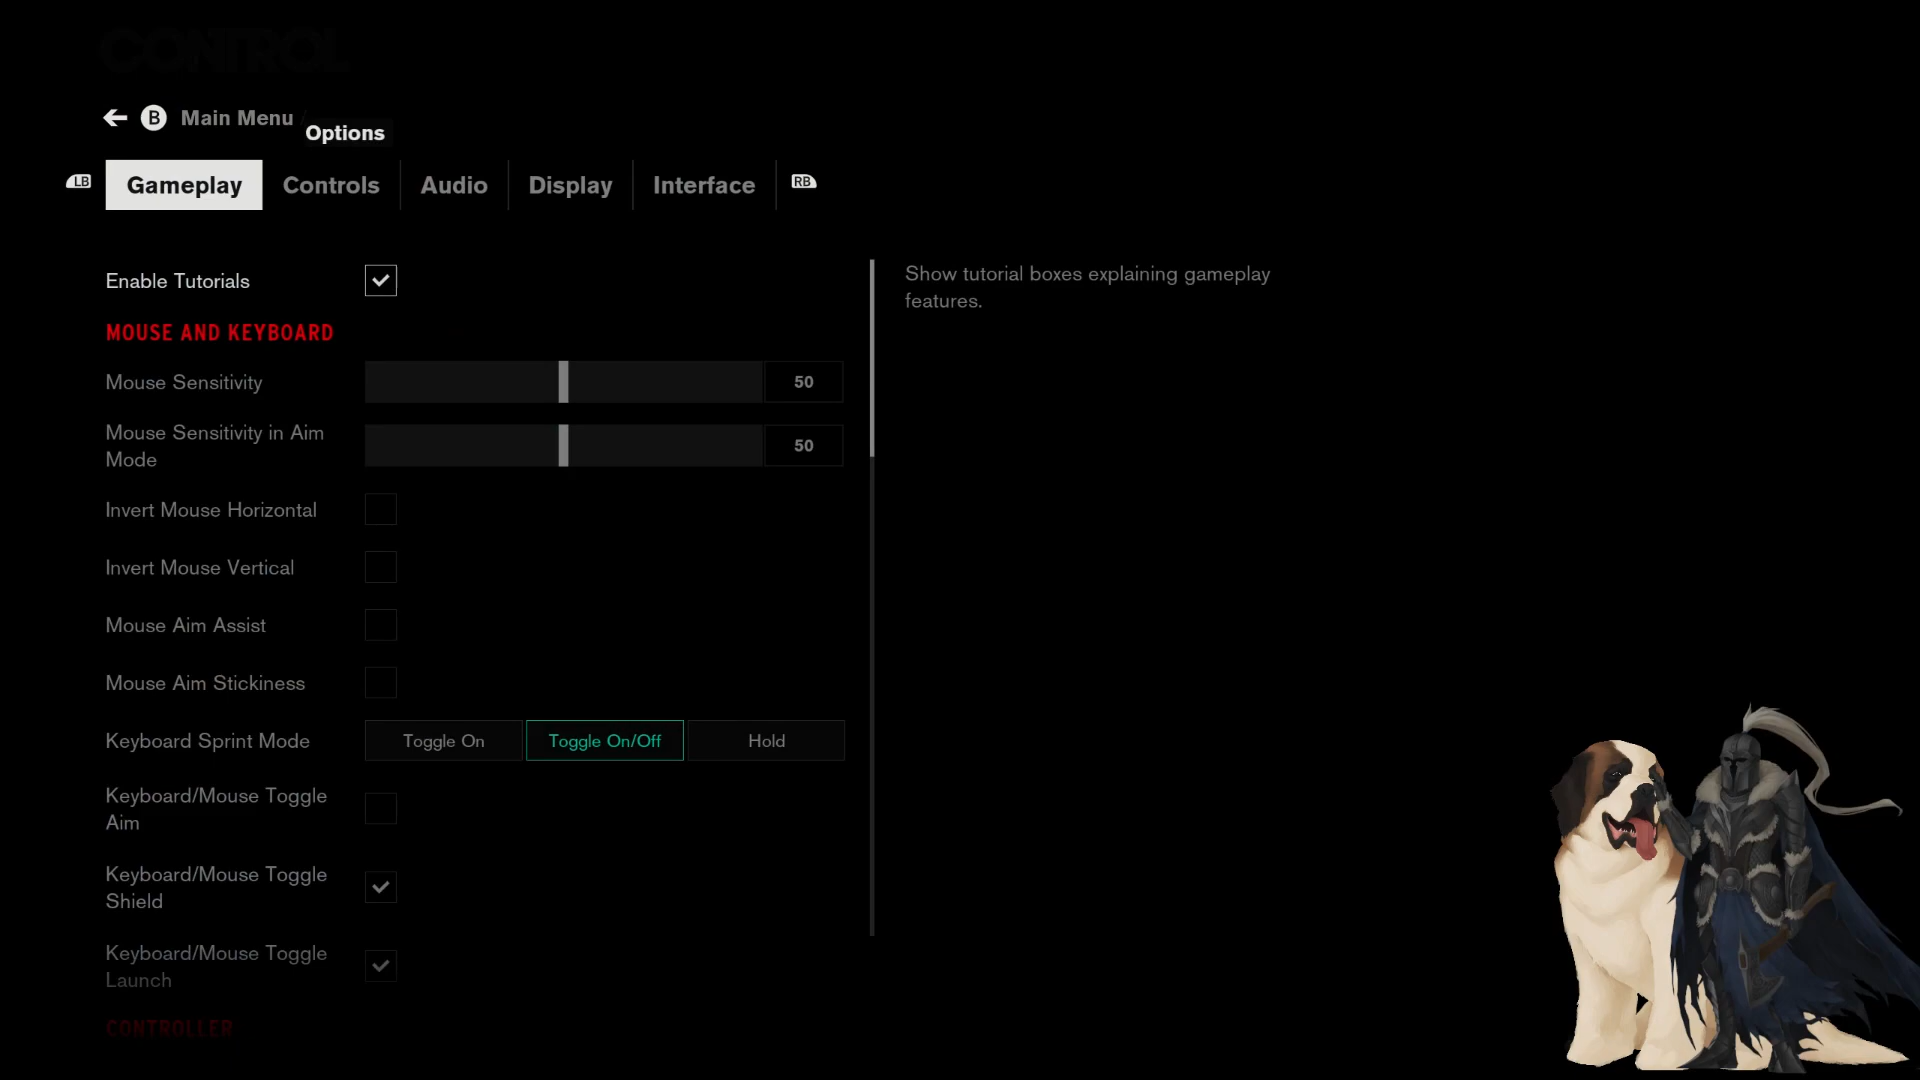 CONTROL
B Main Menu /
Options
LB Gameplay Controls Audio Display Interface RB
Enable Tutorials
Show tutorial boxes explaining gameplay
features.
MOUSE AND KEYBOARD
Mouse Sensitivity 50
Mouse Sensitivity in Aim
Mode
50
Invert Mouse Horizontal
Invert Mouse Vertical
Mouse Aim Assist
Mouse Aim Stickiness
Keyboard Sprint Mode Toggle On Toggle On/Off Hold
Keyboard/Mouse Toggle
Aim
Keyboard/Mouse Toggle
Shield
Keyboard/Mouse Toggle
Launch
CONTROLLER